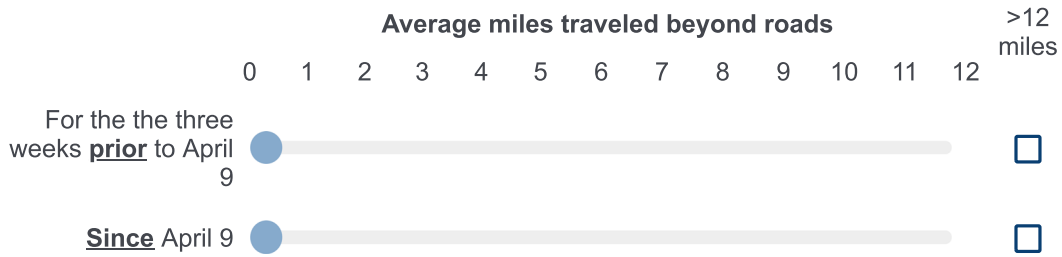 Average miles traveled beyond roads
>12
miles
0 1 2 3 4 5 6 7 8 9 10 11 12
For the the three
weeks prior to April
9
Since April 9